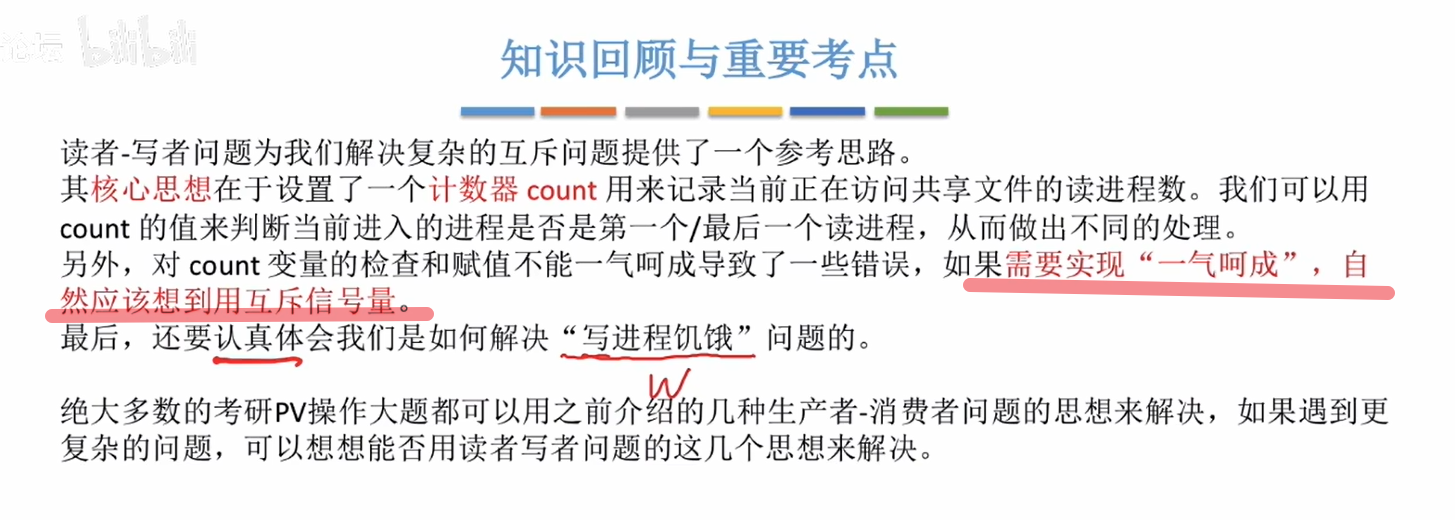 论坛 bilibili
知识回顾与重要考点
读者-写者问题为我们解决复杂的互斥问题提供了一个参考思路。
其核心思想在于设置了一个计数器 count 用来记录当前正在访问共享文件的读进程数。我们可以用
count 的值来判断当前进入的进程是否是第一个/最后一个读进程，从而做出不同的处理。
另外，对 count 变量的检查和赋值不能一气呵成导致了一些错误，如果需要实现“一气呵成”，自
然应该想到用互斥信号量。
最后，还要认真体会我们是如何解决“写进程饥饿”问题的。
W
绝大多数的考研PV操作大题都可以用之前介绍的几种生产者-消费者问题的思想来解决，如果遇到更
复杂的问题，可以想想能否用读者写者问题的这几个思想来解决。